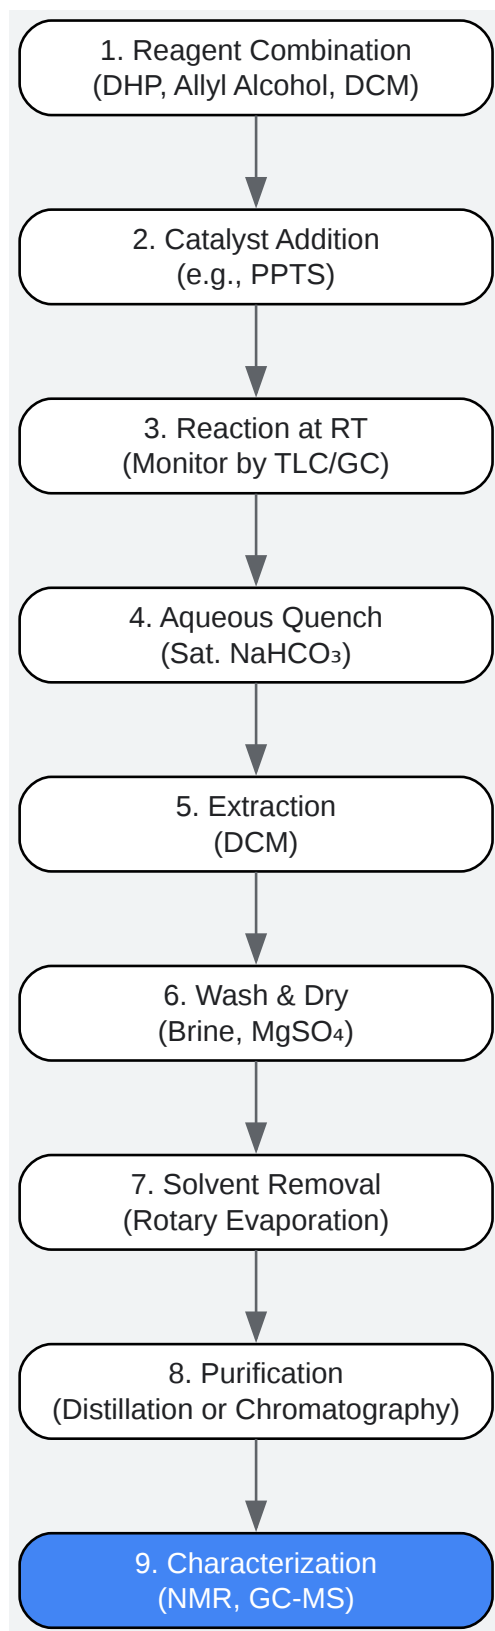 1. Reagent Combination
(DHP, Allyl Alcohol, DCM)
2. Catalyst Addition
(e.g., PPTS)
3. Reaction at RT
(Monitor by TLC/GC)
4. Aqueous Quench
(Sat. NaHCO₃)
5. Extraction
(DCM)
6. Wash & Dry
(Brine, MgSO₄)
7. Solvent Removal
(Rotary Evaporation)
8. Purification
(Distillation or Chromatography)
9. Characterization
(NMR, GC-MS)